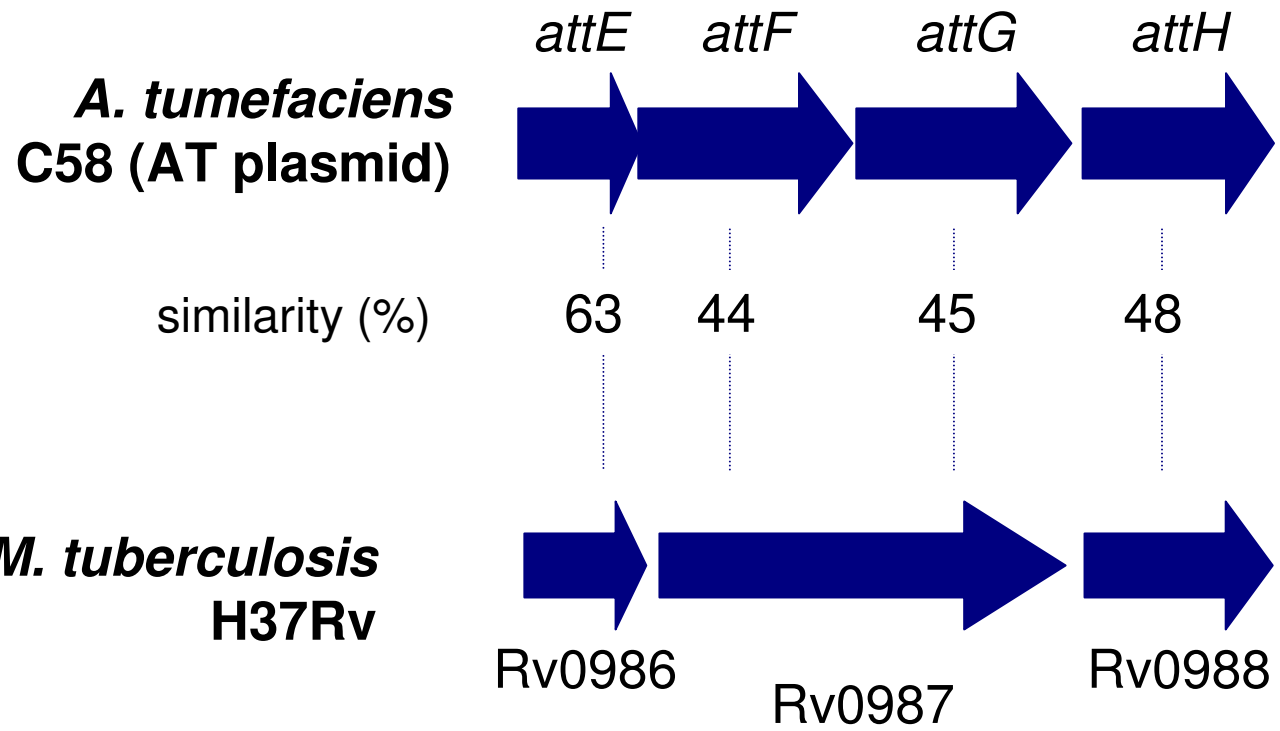 attE attF attG attH
A. tumefaciens
C58 (AT plasmid)
similarity (%) 63 44 45 48
M. tuberculosis
H37Rv
Rv0986 Rv0987 Rv0988